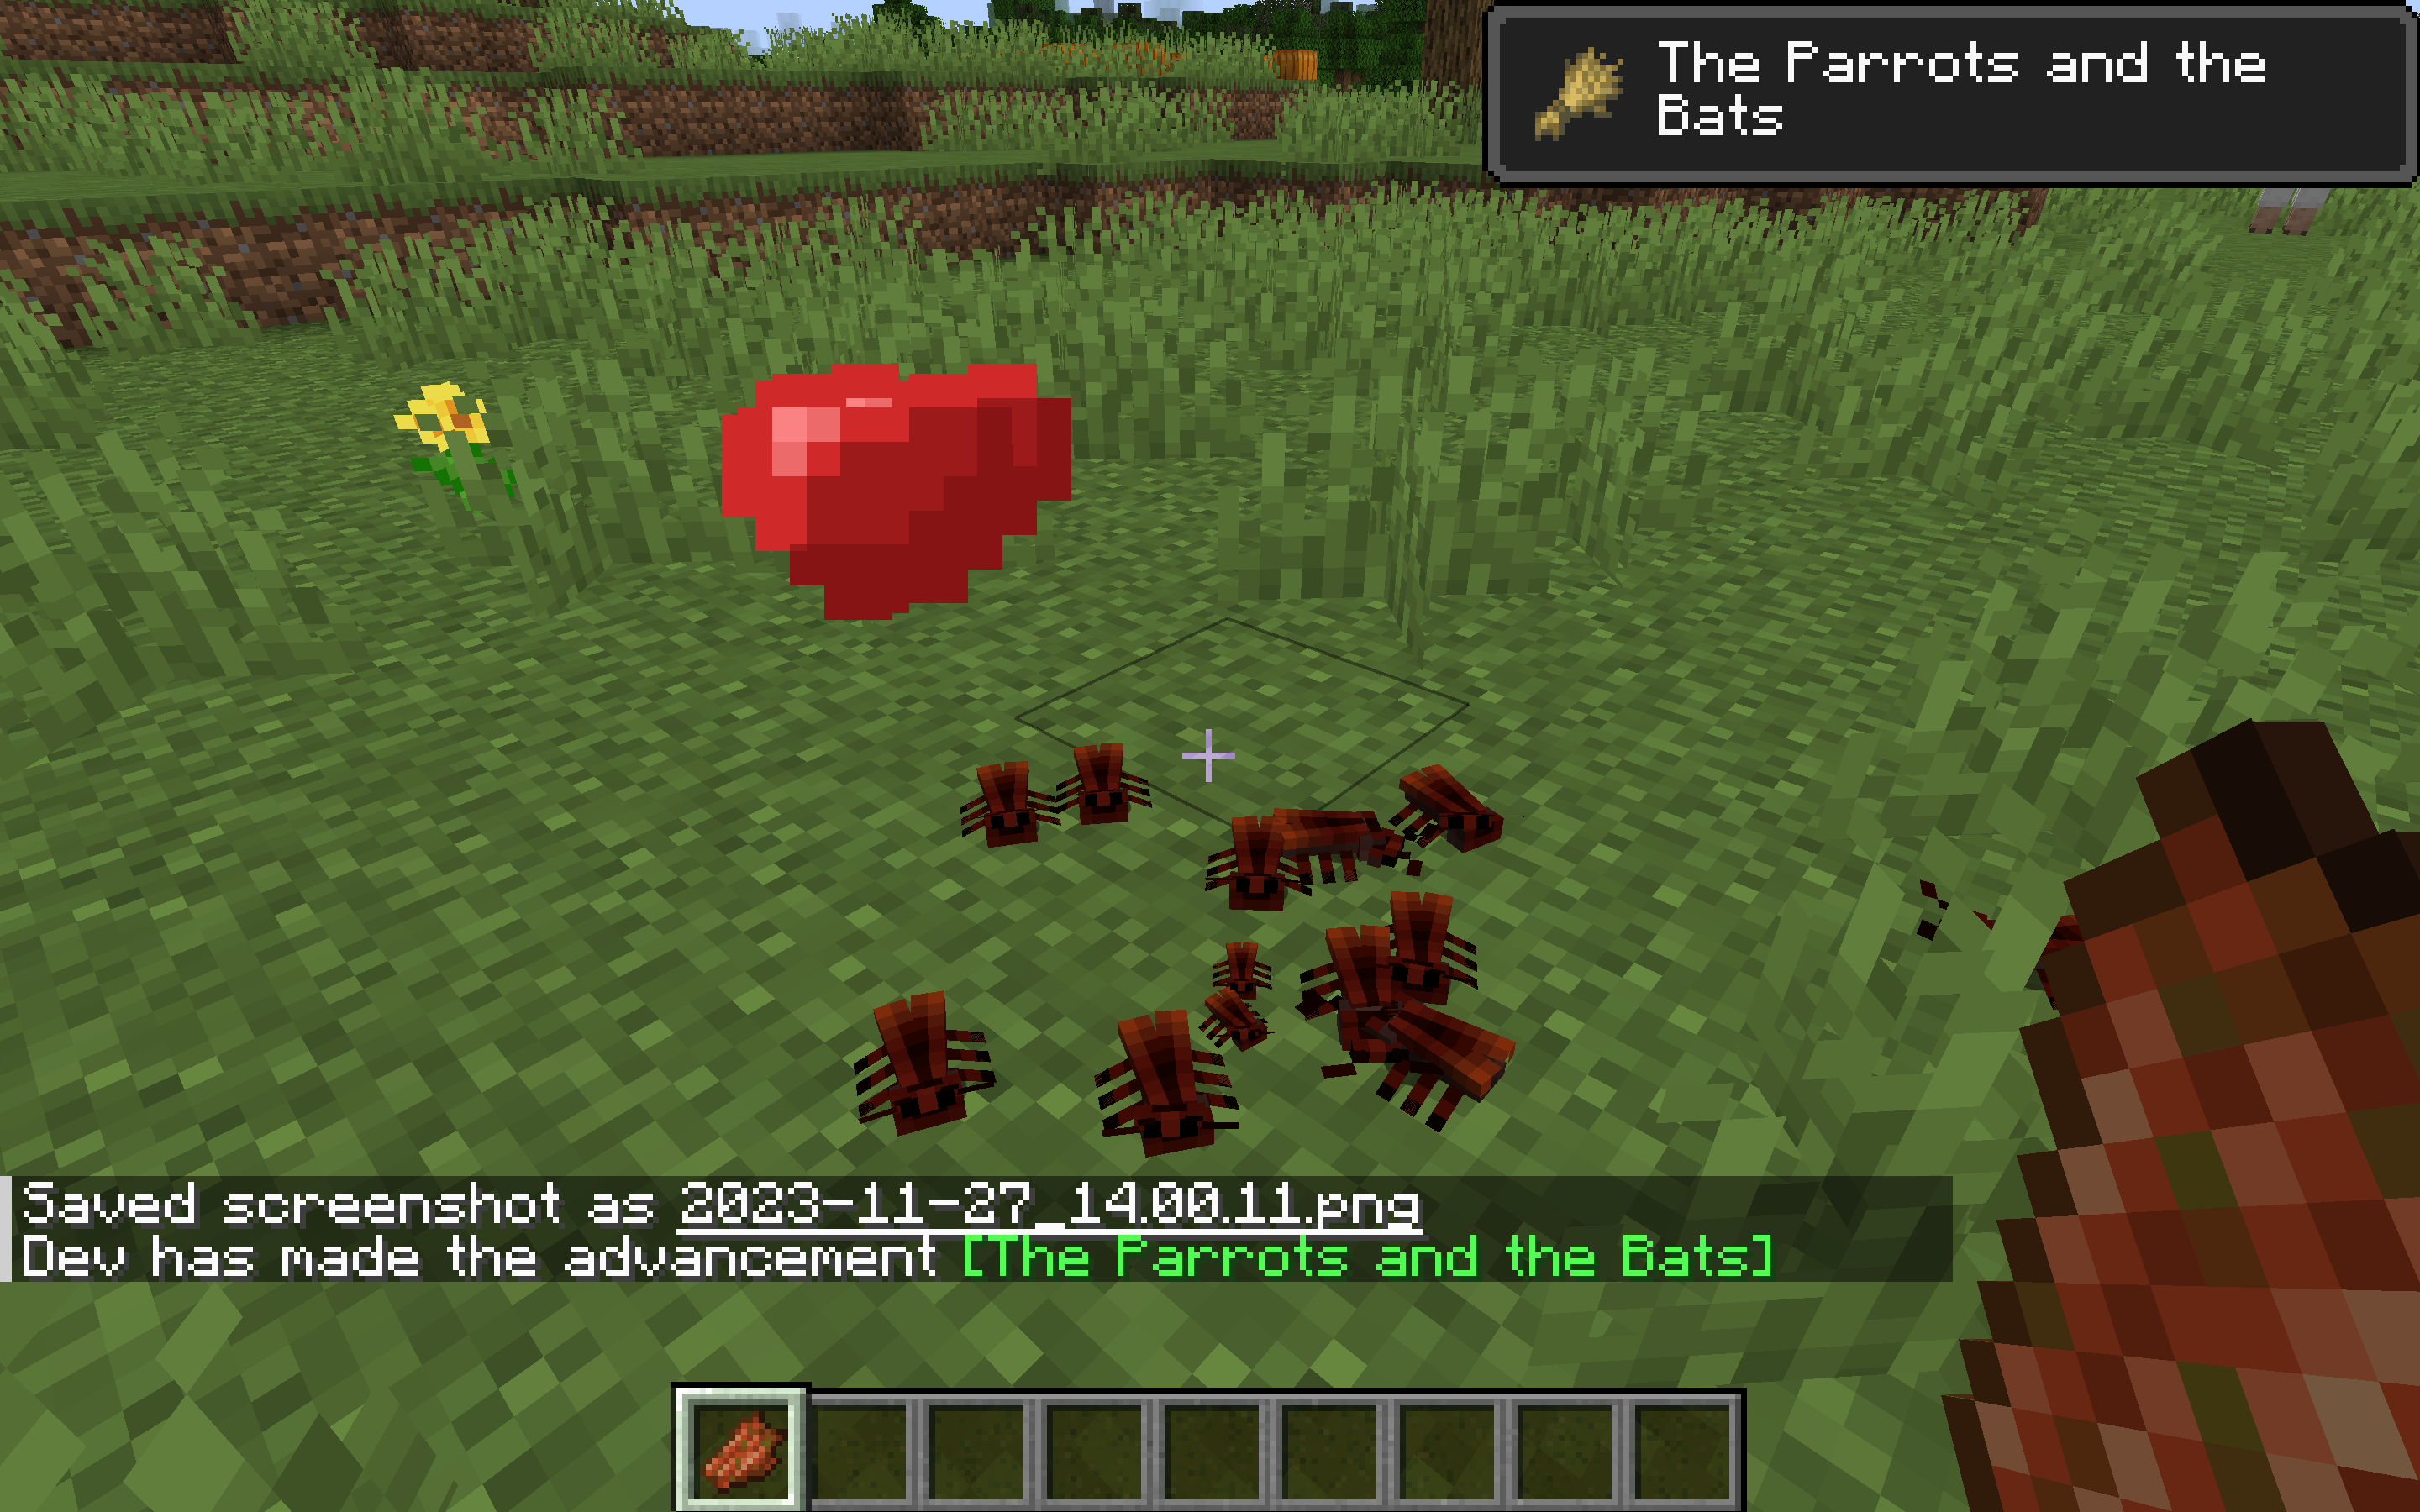 The Parrots and the
Bats
Saved screenshot as 2023-11-27_14.00.11.png
Dev has made the advancement [The Parrots and the Bats]